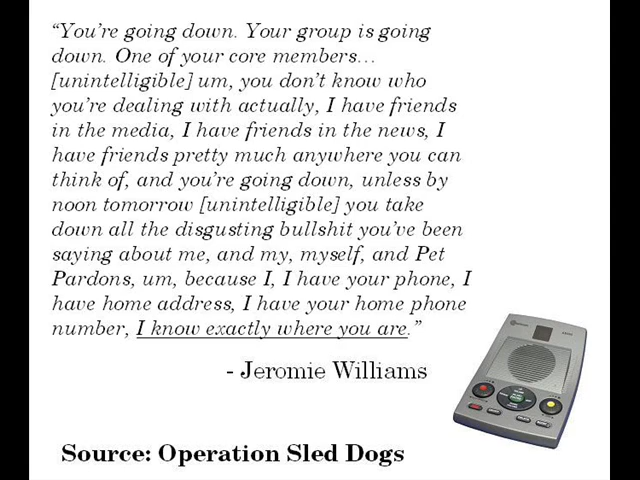 “You’re going down. Your group is going
down. One of your core members…
[unintelligible] um, you don’t know who
you’re dealing with actually, I have friends
in the media, I have friends in the news, I
have friends pretty much anywhere you can
think of, and you’re going down, unless by
noon tomorrow [unintelligible] you take
down all the disgusting bullshit you’ve been
saying about me, and my, myself, and Pet
Pardons, um, because I, I have your phone, I
have home address, I have your home phone
number, I know exactly where you are.”
- Jeromie Williams
Source: Operation Sled Dogs